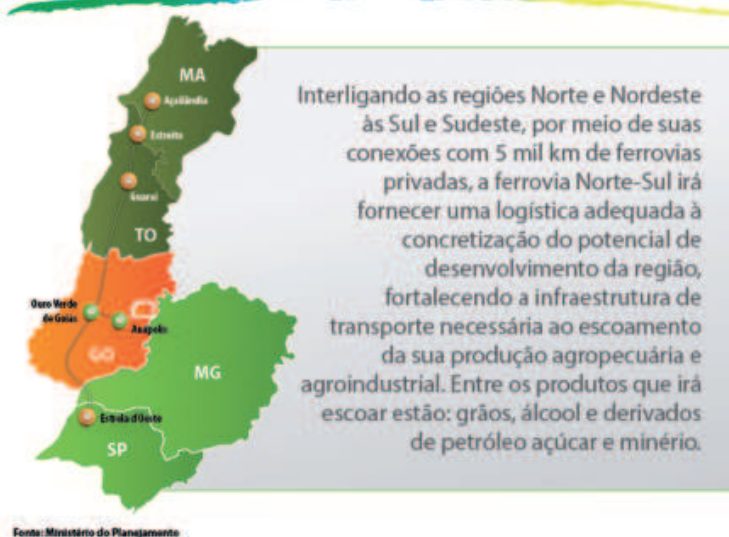 MA
Açailândia
Estreito
Guaraí
TO
Ouro Verde
de Goiás
Anapolis
GO
MG
Estrela d'Oeste
SP
Interligando as regiões Norte e Nordeste
às Sul e Sudeste, por meio de suas
conexões com 5 mil km de ferrovias
privadas, a ferrovia Norte-Sul irá
fornecer uma logística adequada à
concretização do potencial de
desenvolvimento da região,
fortalecendo a infraestrutura de
transporte necessária ao escoamento
da sua produção agropecuária e
agroindustrial. Entre os produtos que irá
escoar estão: grãos, álcool e derivados
de petróleo açúcar e minério.
Fonte: Ministério do Planejamento